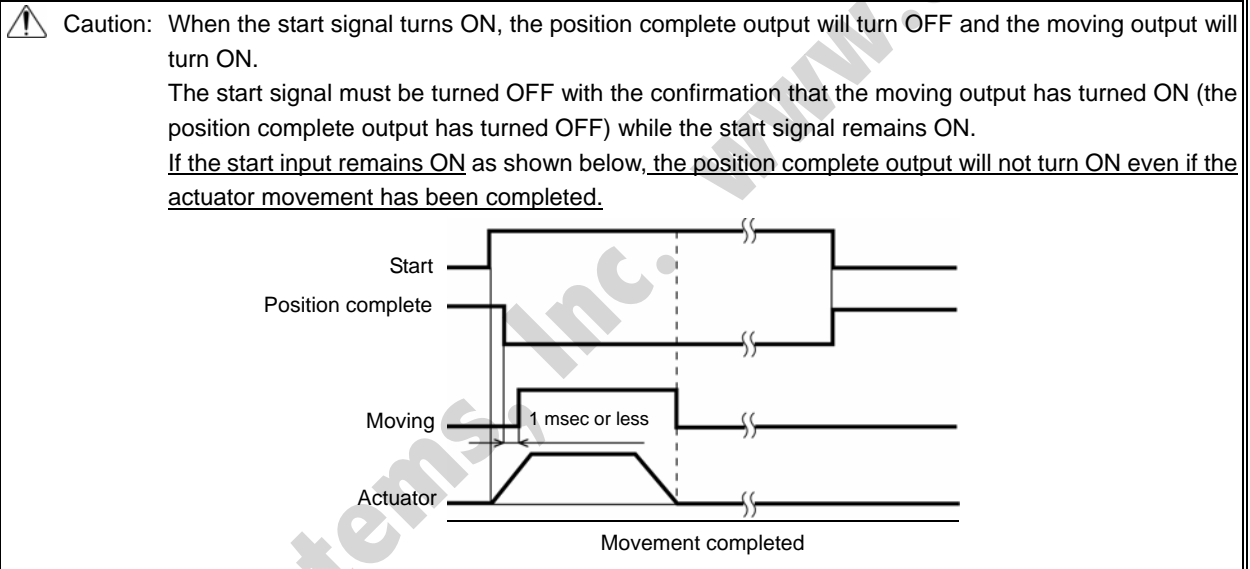 Caution: When the start signal turns ON, the position complete output will turn OFF and the moving output will
turn ON.
The start signal must be turned OFF with the confirmation that the moving output has turned ON (the
position complete output has turned OFF) while the start signal remains ON.
If the start input remains ON as shown below, the position complete output will not turn ON even if the
actuator movement has been completed.
Start
Position complete
Moving
1 msec or less
Actuator
Movement completed
tems, Inc. www.